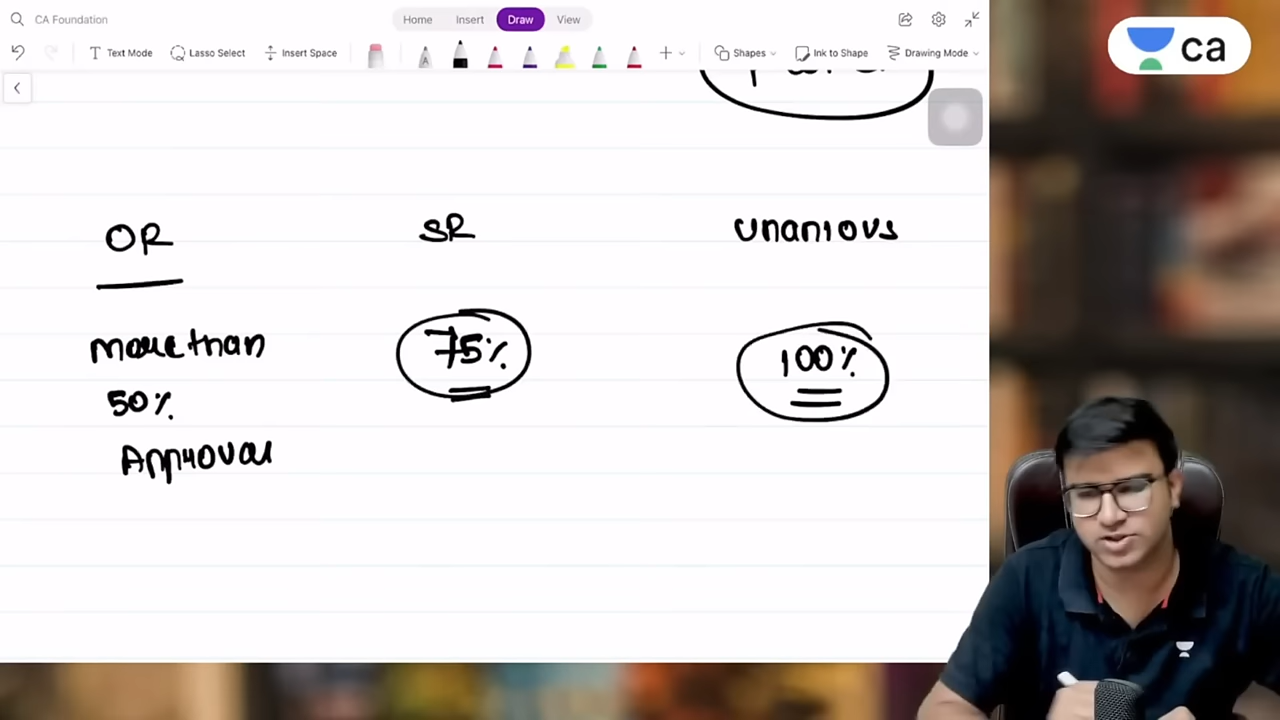 CA Foundation
Home Insert Draw View
Text Mode Lasso Select Insert Space Shapes Ink to Shape Drawing Mode
ca
OR SR unanious
more than 75% 100%
50%
Approval